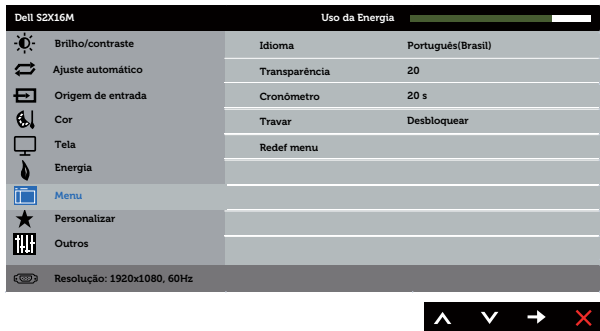 Dell S2X16M Uso da Energia
Brilho/contraste
Idioma Português(Brasil)
Ajuste automático
Transparência 20
Origem de entrada
Cronômetro 20 s
Cor
Travar Desbloquear
Tela
Redef menu
Energia
Menu
Personalizar
Outros
Resolução: 1920x1080, 60Hz